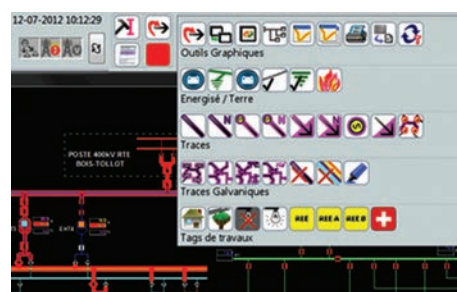 12-07-2012 10:12:29
Outils Graphiques
Energisé / Terre
Traces
Traces Galvaniques
REE REE A REE B
Tags de travaux
POSTE 400kV RTE
BOIS-TOLLOT